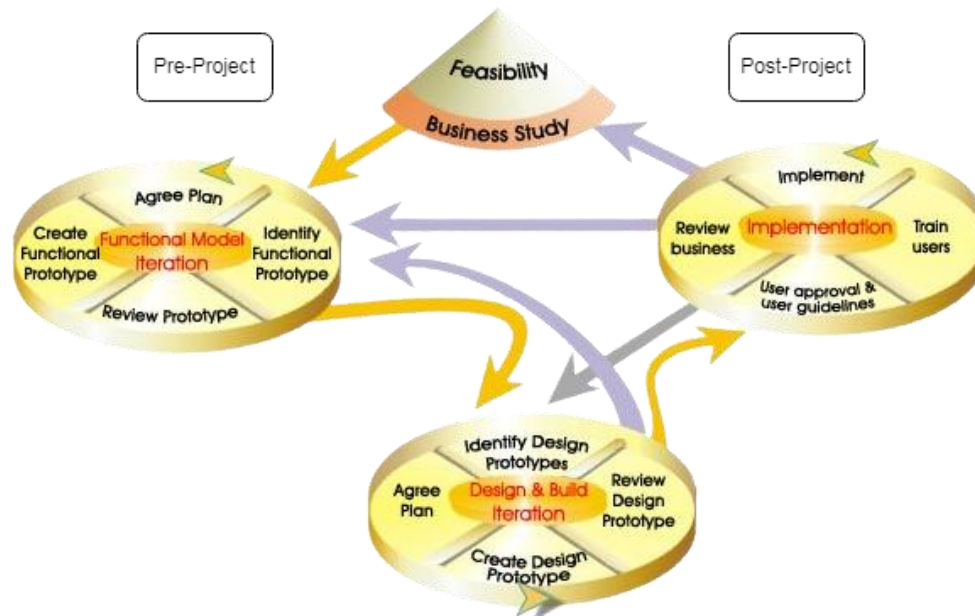 Pre-Project
Feasibility
Business Study
Post-Project
Agree Plan
Create
Functional
Prototype
Functional Model
Iteration
Identify
Functional
Prototype
Review Prototype
Implement
Review
business
Implementation
Train
users
User approval &
user guidelines
Identify Design
Prototypes
Agree
Plan
Design & Build
Iteration
Review
Design
Prototype
Create Design
Prototype